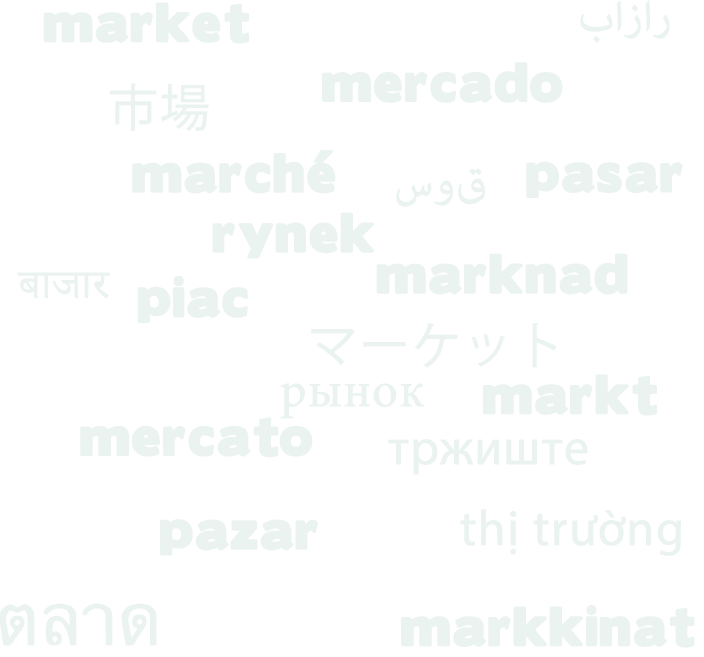 market
رازاب
mercado
市場
marché
قوس
pasar
rynek
marknad
बाजार
piac
マーケット
рынок
markt
mercato
тржиште
pazar
thị trường
ตลาด
markkinat